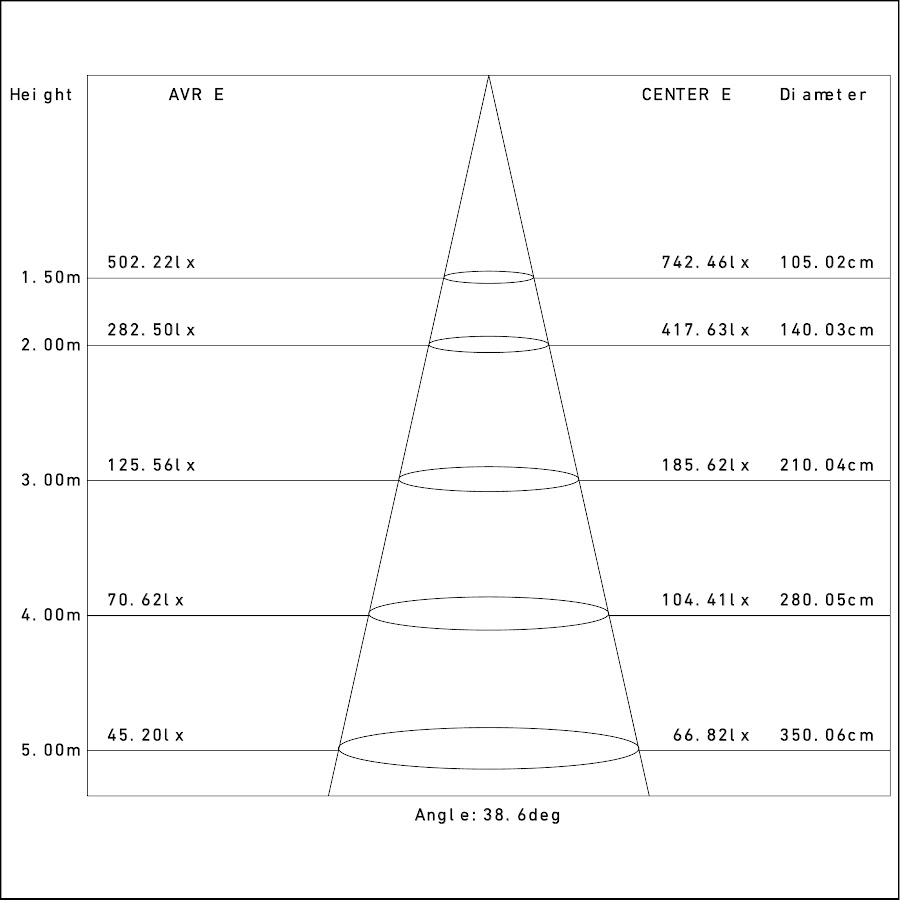 Height AVR E CENTER E Diameter
502.22lx 742.46lx 105.02cm
1.50m
282.50lx 417.63lx 140.03cm
2.00m
125.56lx 185.62lx 210.04cm
3.00m
70.62lx 104.41lx 280.05cm
4.00m
45.20lx 66.82lx 350.06cm
5.00m
Angle:38.6deg